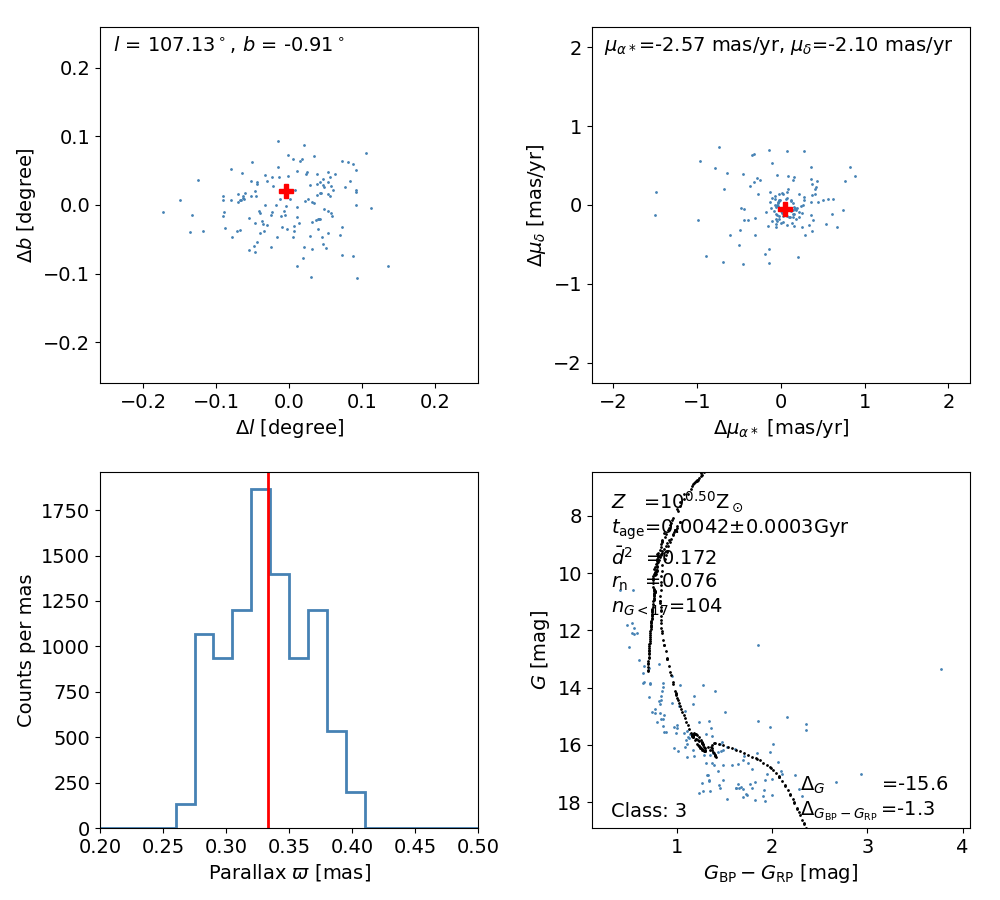 l = 107.13°, b = -0.91°
0.2
0.1
0.0
−0.1
−0.2
Δb [degree]
−0.2 −0.1 0.0 0.1 0.2
Δl [degree]
μα*=-2.57 mas/yr, μδ=-2.10 mas/yr
2
1
0
−1
−2
Δμδ [mas/yr]
−2 −1 0 1 2
Δμα* [mas/yr]
1750
1500
1250
1000
750
500
250
0
Counts per mas
0.20 0.25 0.30 0.35 0.40 0.45 0.50
Parallax ϖ [mas]
Z =10^0.50 Z⊙
t_age=0.0042±0.0003Gyr
d̄² =0.172
r_n =0.076
n_G<17=104
8
10
12
14
16
18
G [mag]
Δ_G =-15.6
Δ_GBP−GRP =-1.3
Class: 3
1 2 3 4
G_BP − G_RP [mag]